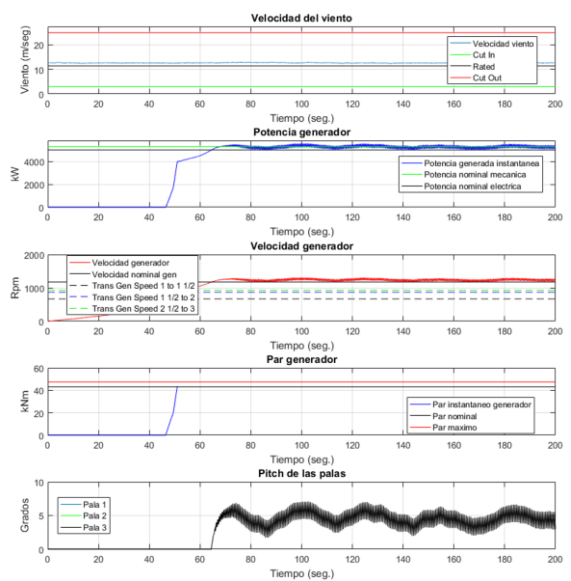 Velocidad del viento
Viento (m/seg)
20
10
0
Velocidad viento
Cut In
Rated
Cut Out
0 20 40 60 80 100 120 140 160 180 200
Tiempo (seg.)
Potencia generador
kW
4000
2000
0
Potencia generada instantanea
Potencia nominal mecanica
Potencia nominal electrica
0 20 40 60 80 100 120 140 160 180 200
Tiempo (seg.)
Velocidad generador
Rpm
2000
1000
0
Velocidad generador
Velocidad nominal gen
Trans Gen Speed 1 to 1 1/2
Trans Gen Speed 1 1/2 to 2
Trans Gen Speed 2 1/2 to 3
0 20 40 60 80 100 120 140 160 180 200
Tiempo (seg.)
Par generador
kNm
60
40
20
0
Par instantaneo generador
Par nominal
Par maximo
0 20 40 60 80 100 120 140 160 180 200
Tiempo (seg.)
Pitch de las palas
Grados
10
5
0
Pala 1
Pala 2
Pala 3
0 20 40 60 80 100 120 140 160 180 200
Tiempo (seg.)